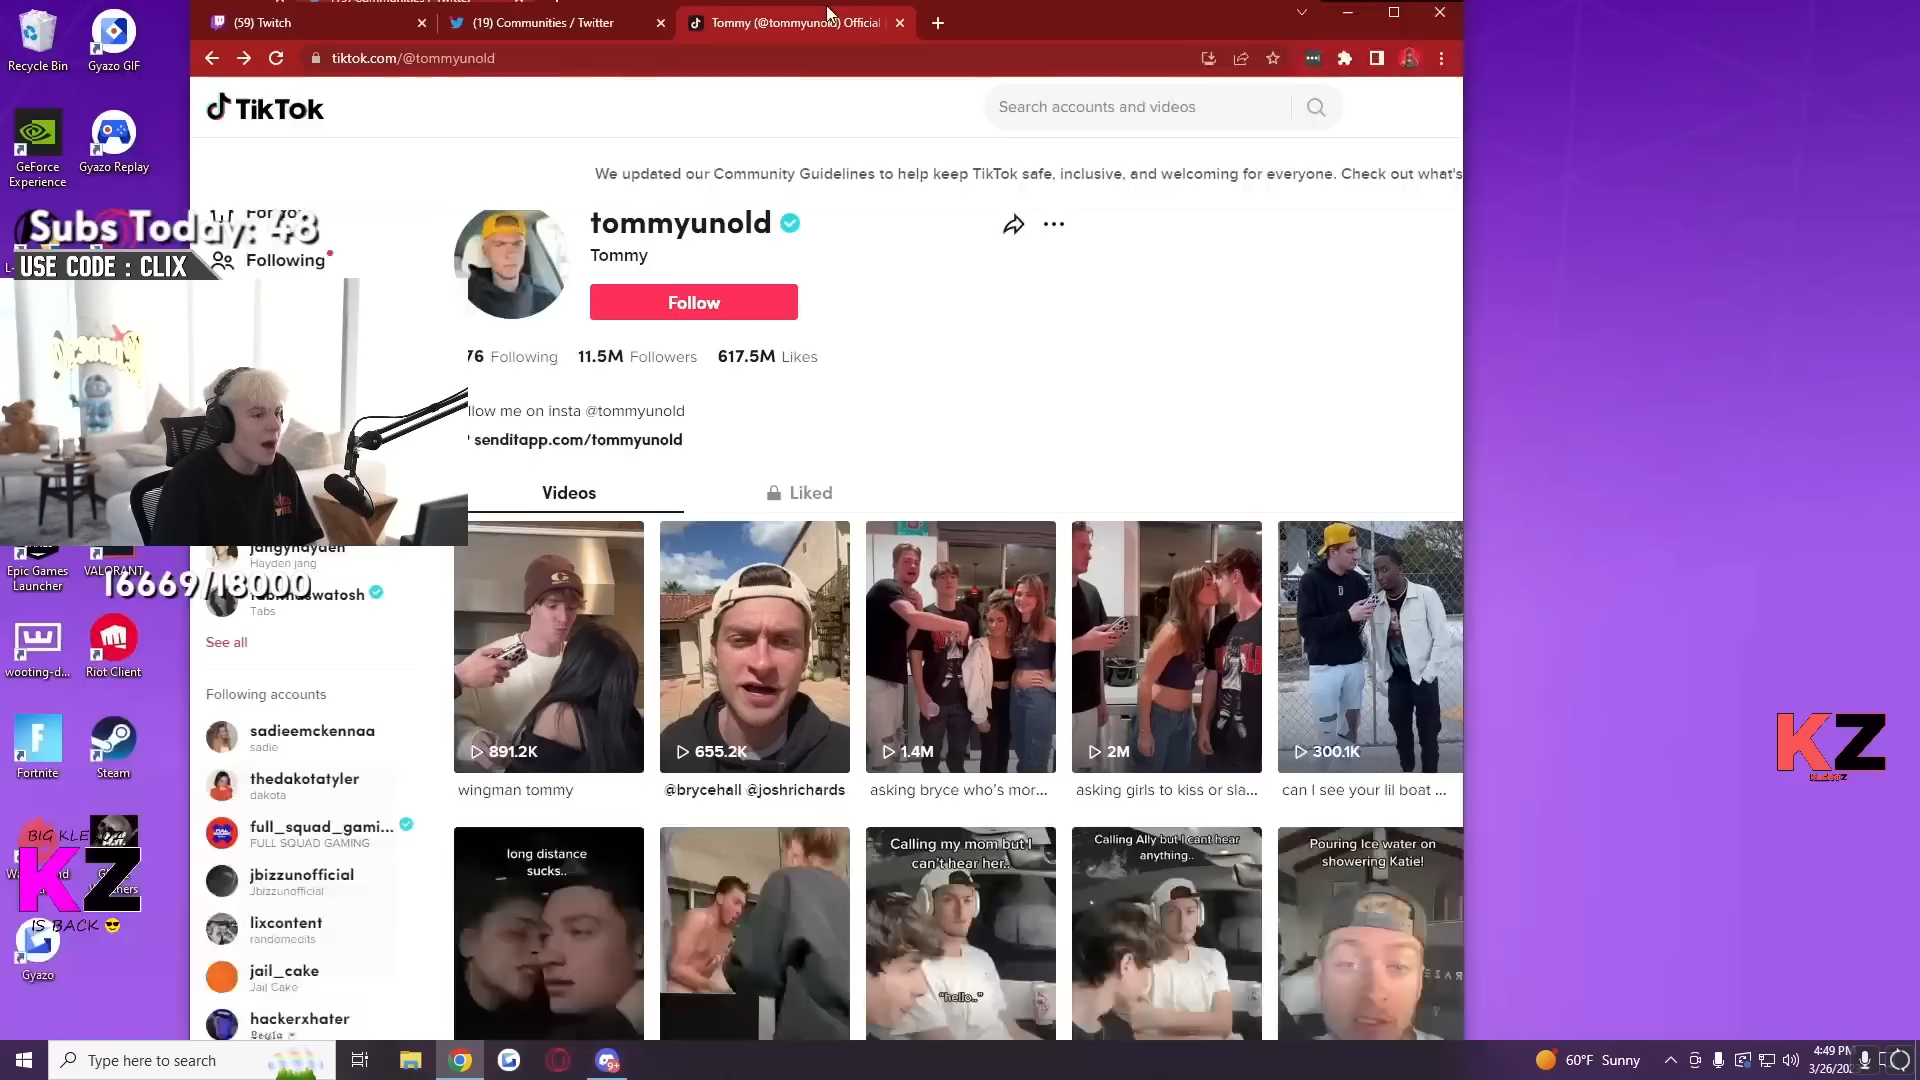 (59) Twitch
(19) Communities / Twitter
Tommy (@tommyunold) Official
tiktok.com/@tommyunold
TikTok
Search accounts and videos
We updated our Community Guidelines to help keep TikTok safe, inclusive, and welcoming for everyone. Check out what's
Recycle Bin
Gyazo GIF
GeForce Experience
Gyazo Replay
Subs Today: 48
USE CODE : CLIX
Following
tommyunold
Tommy
Follow
76 Following 11.5M Followers 617.5M Likes
llow me on insta @tommyunold
senditapp.com/tommyunold
Videos
Liked
Epic Games Launcher
VALORANT
16669/18000
Hayden jang
Tabs
See all
wooting-d...
Riot Client
Following accounts
sadieemckennaa
sadie
thedakotatyler
dakota
full_squad_gami...
FULL SQUAD GAMING
jbizzunofficial
Jbizzunofficial
lixcontent
randomedits
jail_cake
Jail Cake
hackerxhater
Fortnite
Steam
KZ
IS BACK
Gyazo
891.2K
wingman tommy
655.2K
@brycehall @joshrichards
1.4M
asking bryce who's mor...
2M
asking girls to kiss or sla...
300.1K
can I see your lil boat ...
long distance
sucks..
Calling my mom but I
can't hear her..
"hello.."
Calling Ally but I cant hear
anything..
Pouring Ice water on
showering Katie!
KZ
Type here to search
9+
60°F Sunny
4:49 PM